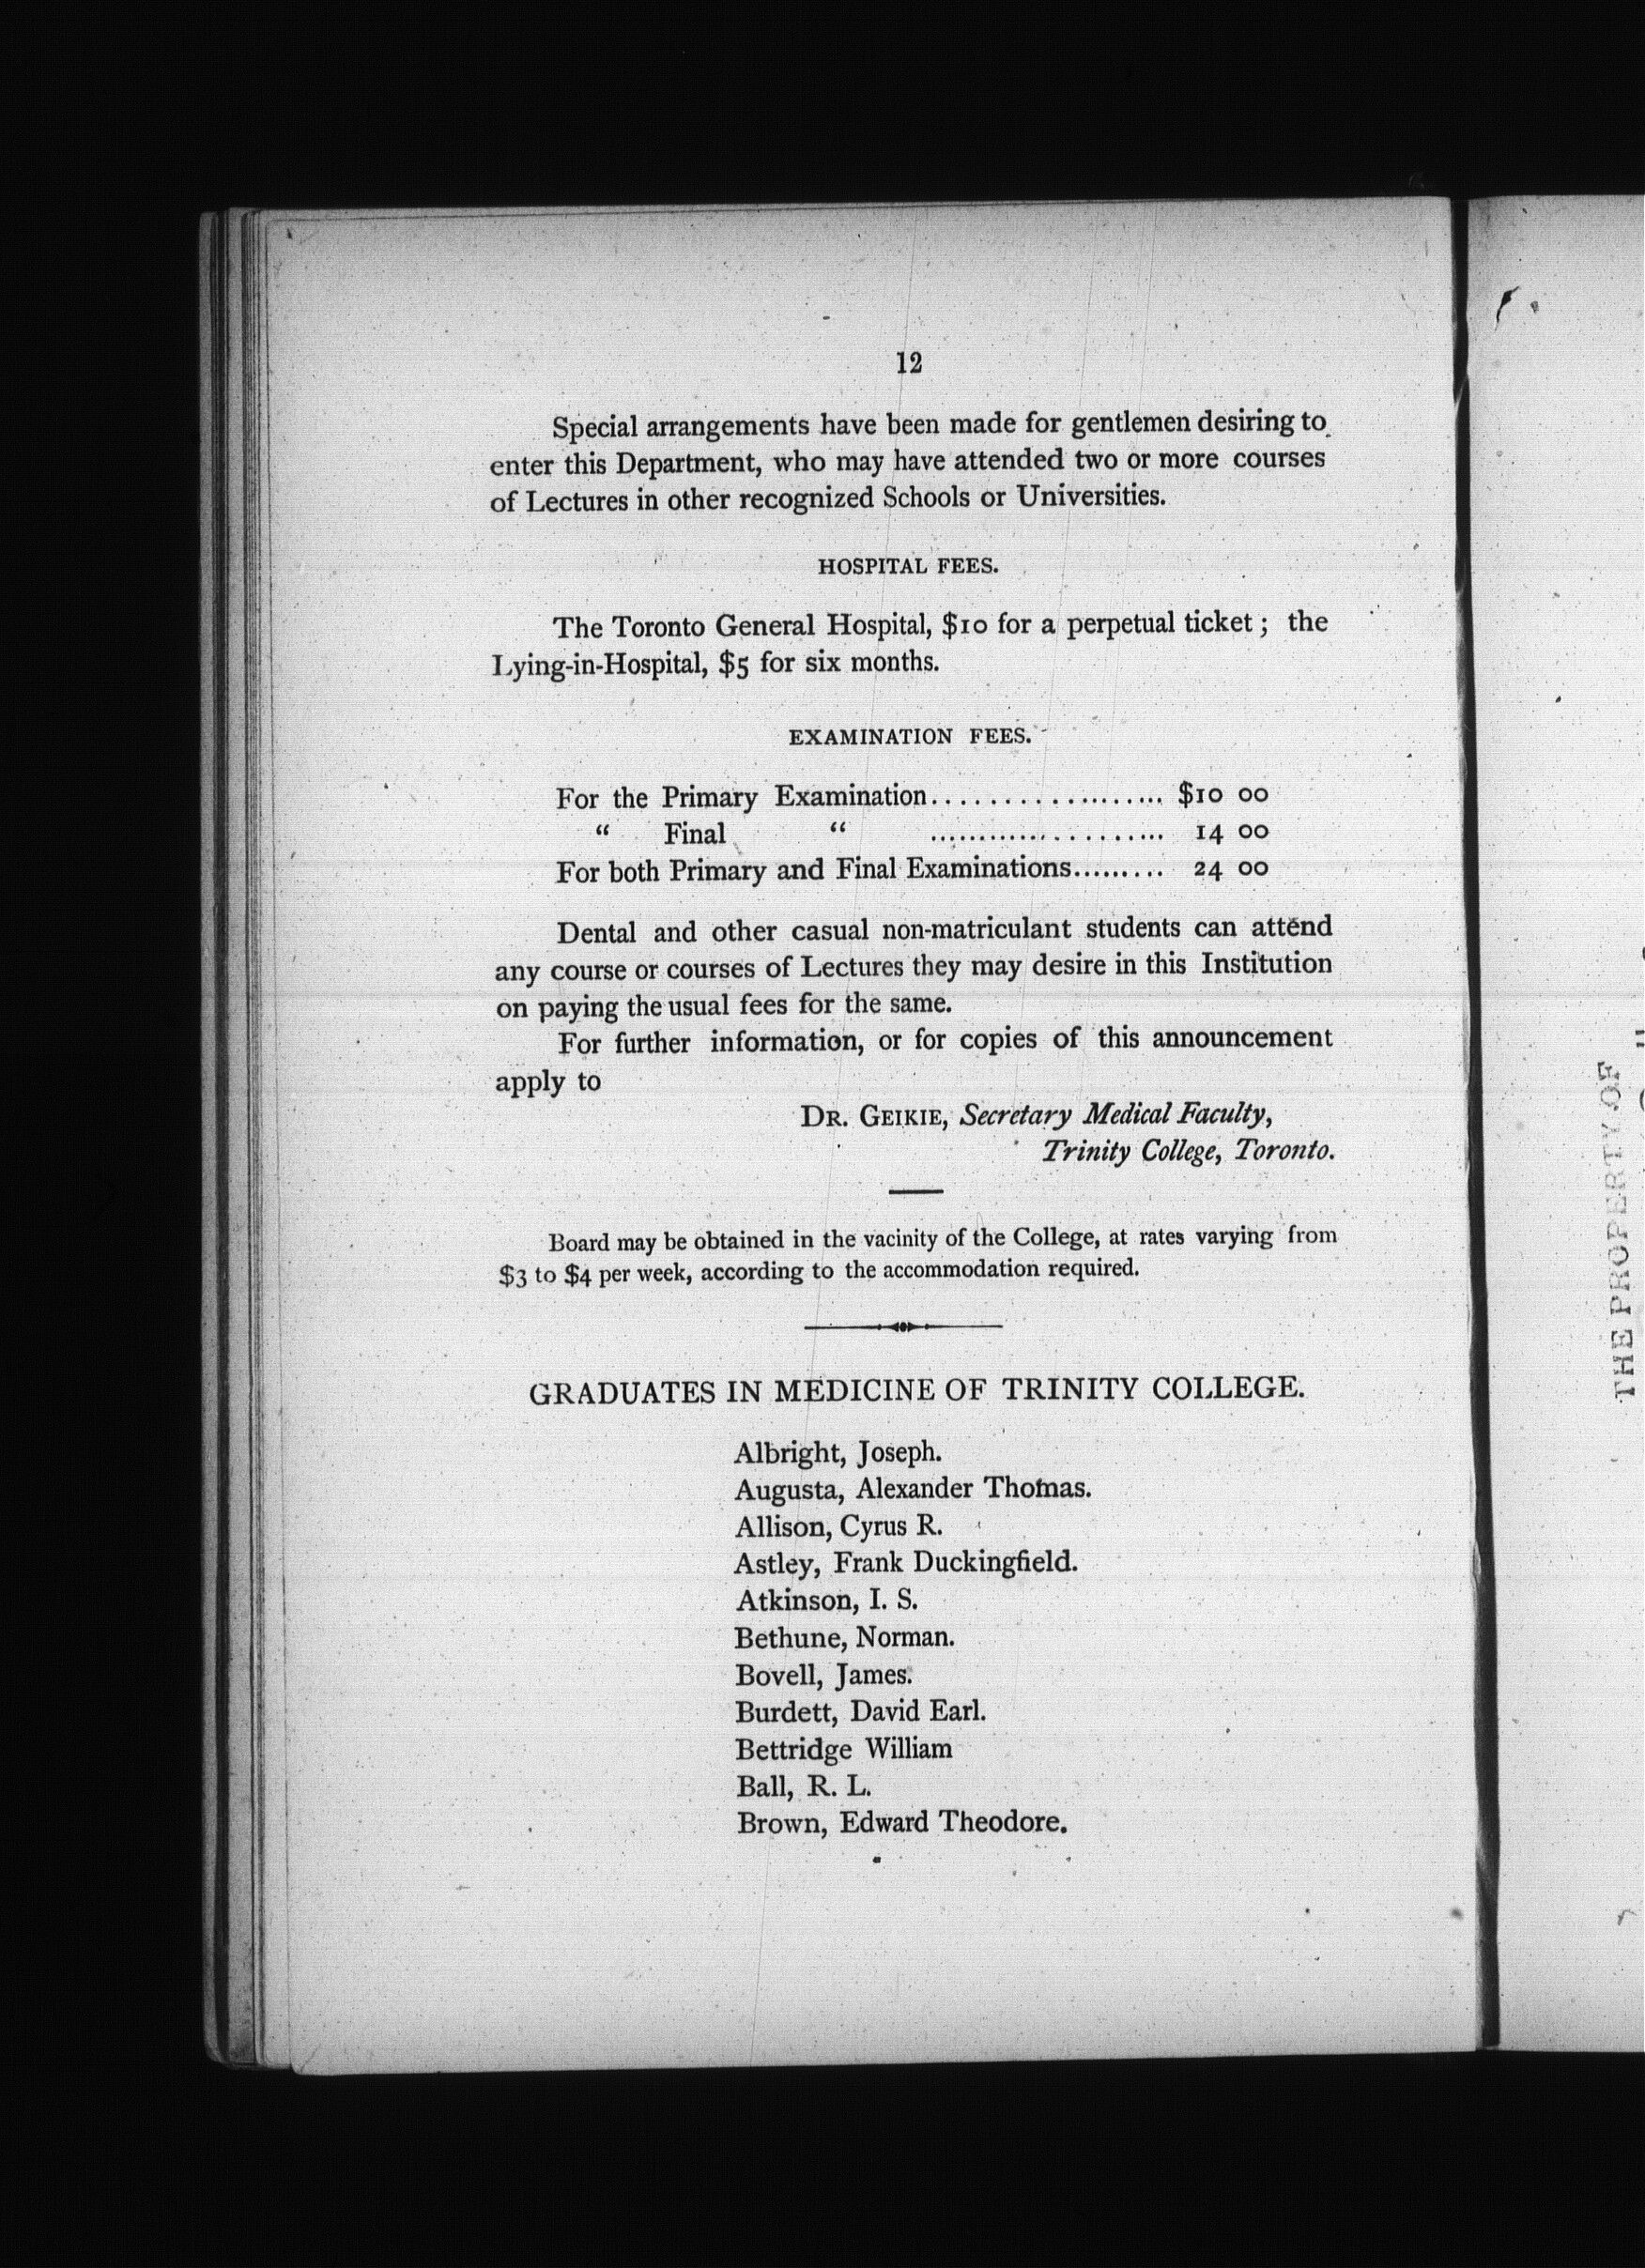 12
Special arrangements have been made for gentlemen desiring to
enter this Department, who may have attended two or more courses
of Lectures in other recognized Schools or Universities.
HOSPITAL FEES.
The Toronto General Hospital, $10 for a perpetual ticket; the
Lying-in-Hospital, $5 for six months.
EXAMINATION FEES.
For the Primary Examination.................... $10 00
“ Final “ ...................... 14 00
For both Primary and Final Examinations......... 24 00
Dental and other casual non-matriculant students can attend
any course or courses of Lectures they may desire in this Institution
on paying the usual fees for the same.
For further information, or for copies of this announcement
apply to
DR. GEIKIE, Secretary Medical Faculty,
Trinity College, Toronto.
Board may be obtained in the vacinity of the College, at rates varying from
$3 to $4 per week, according to the accommodation required.
GRADUATES IN MEDICINE OF TRINITY COLLEGE.
Albright, Joseph.
Augusta, Alexander Thomas.
Allison, Cyrus R.
Astley, Frank Duckingfield.
Atkinson, I. S.
Bethune, Norman.
Bovell, James.
Burdett, David Earl.
Bettridge William
Ball, R. L.
Brown, Edward Theodore.
THE PROPERTY OF